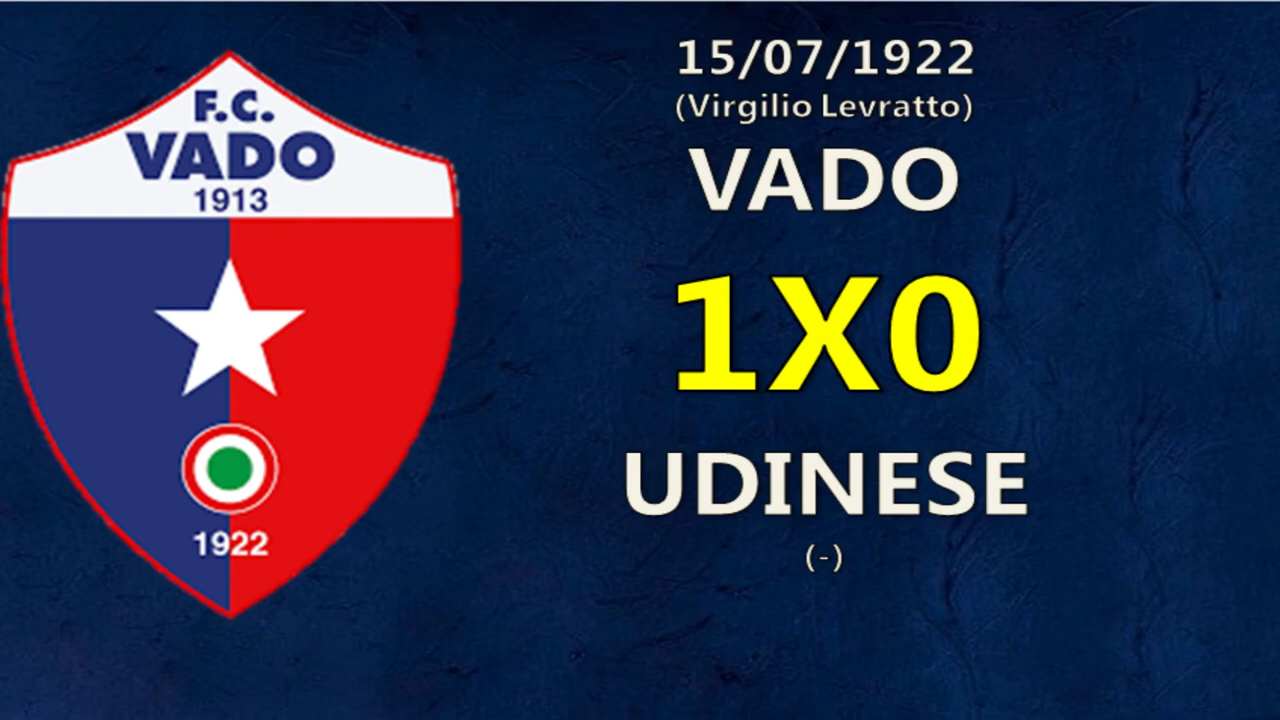 F.C.
VADO
1913
1922
15/07/1922
(Virgilio Levratto)
VADO
1X0
UDINESE
(-)